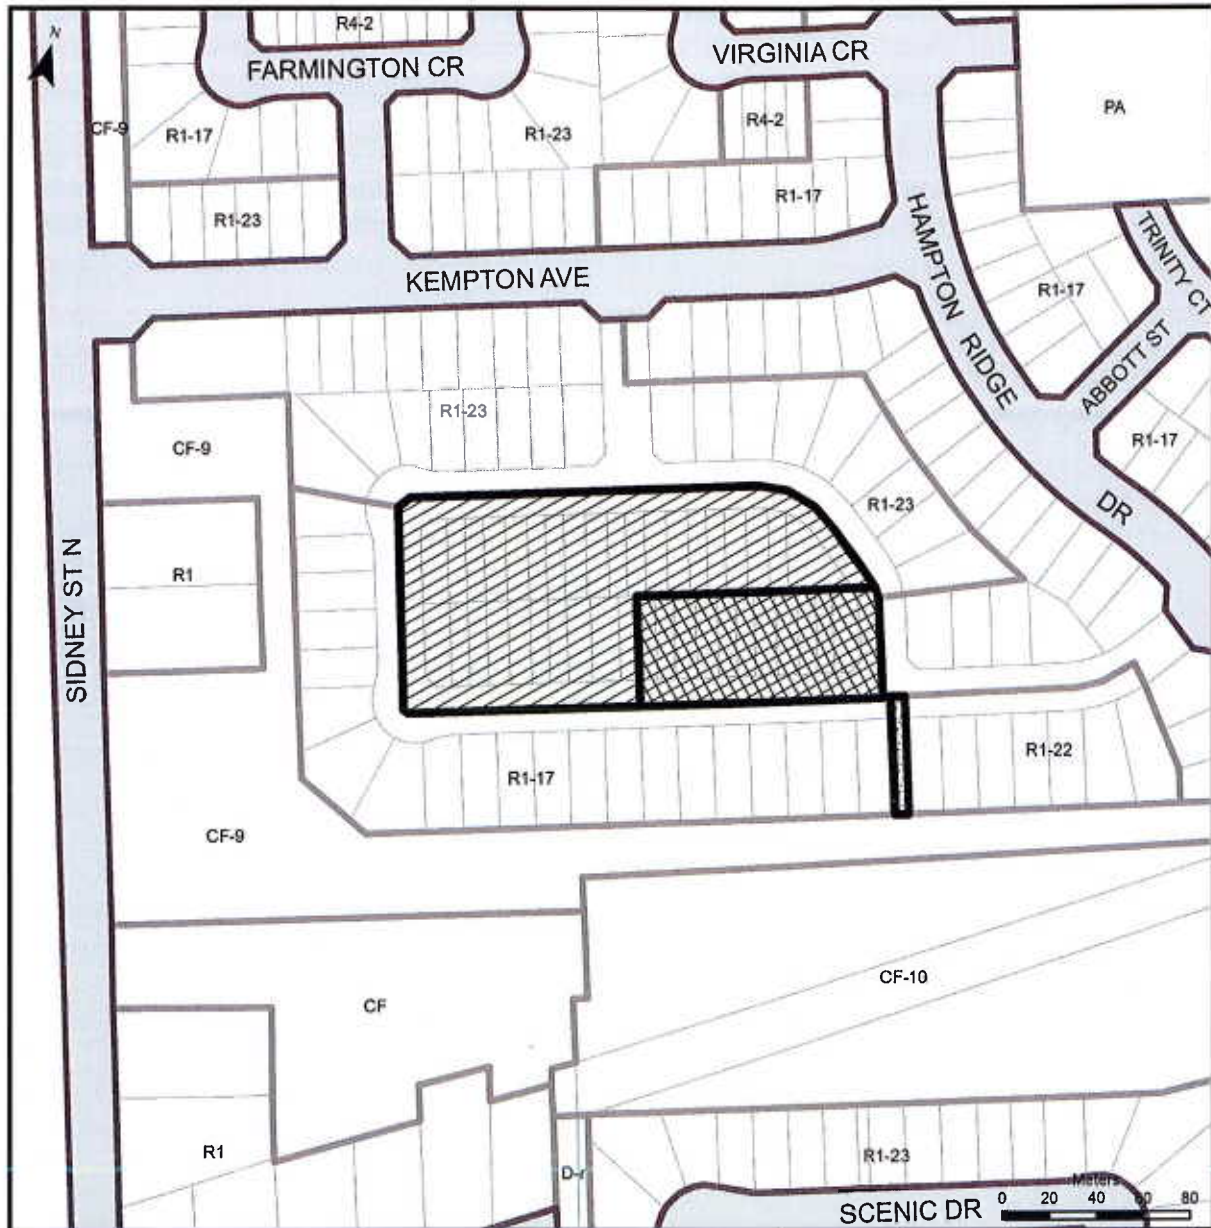 N
R4-2
FARMINGTON CR
VIRGINIA CR
CF-9
R1-17
R1-23
R4-2
PA
R1-23
R1-17
HAMPTON RIDGE DR
TRINITY CT
KEMPTON AVE
R1-17
ABBOTT ST
R1-23
CF-9
R1-17
R1-23
R1
SIDNEY ST N
R1-17
R1-22
CF-9
CF-10
CF
R1
D-r
R1-23
Meters
0 20 40 60 80
SCENIC DR